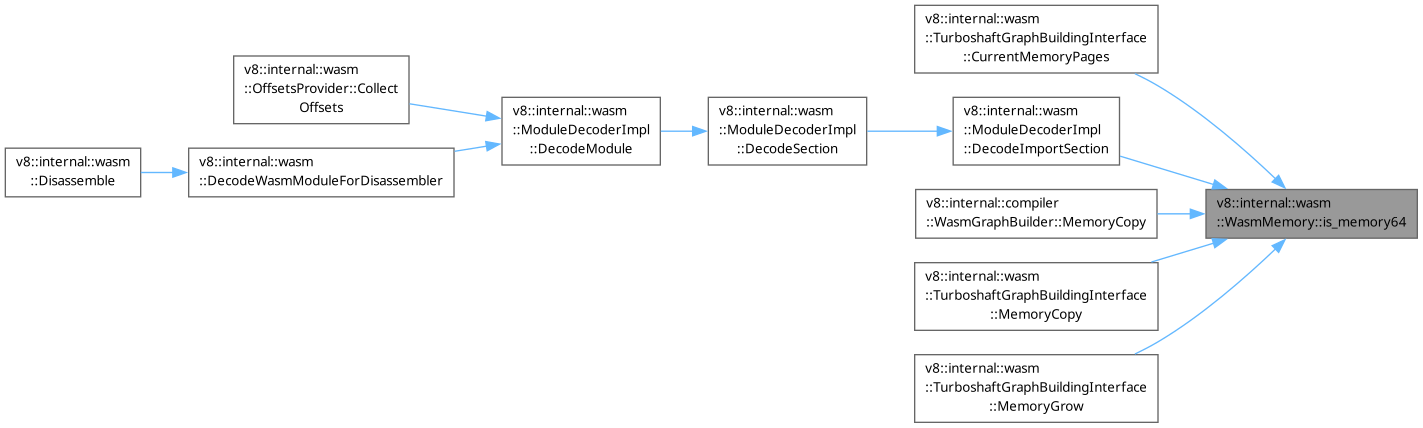 v8::internal::wasm
::TurboshaftGraphBuildingInterface
::CurrentMemoryPages
v8::internal::wasm
::OffsetsProvider::Collect
Offsets
v8::internal::wasm
::ModuleDecoderImpl
::DecodeModule
v8::internal::wasm
::ModuleDecoderImpl
::DecodeSection
v8::internal::wasm
::ModuleDecoderImpl
::DecodeImportSection
v8::internal::wasm
::Disassemble
v8::internal::wasm
::DecodeWasmModuleForDisassembler
v8::internal::compiler
::WasmGraphBuilder::MemoryCopy
v8::internal::wasm
::WasmMemory::is_memory64
v8::internal::wasm
::TurboshaftGraphBuildingInterface
::MemoryCopy
v8::internal::wasm
::TurboshaftGraphBuildingInterface
::MemoryGrow